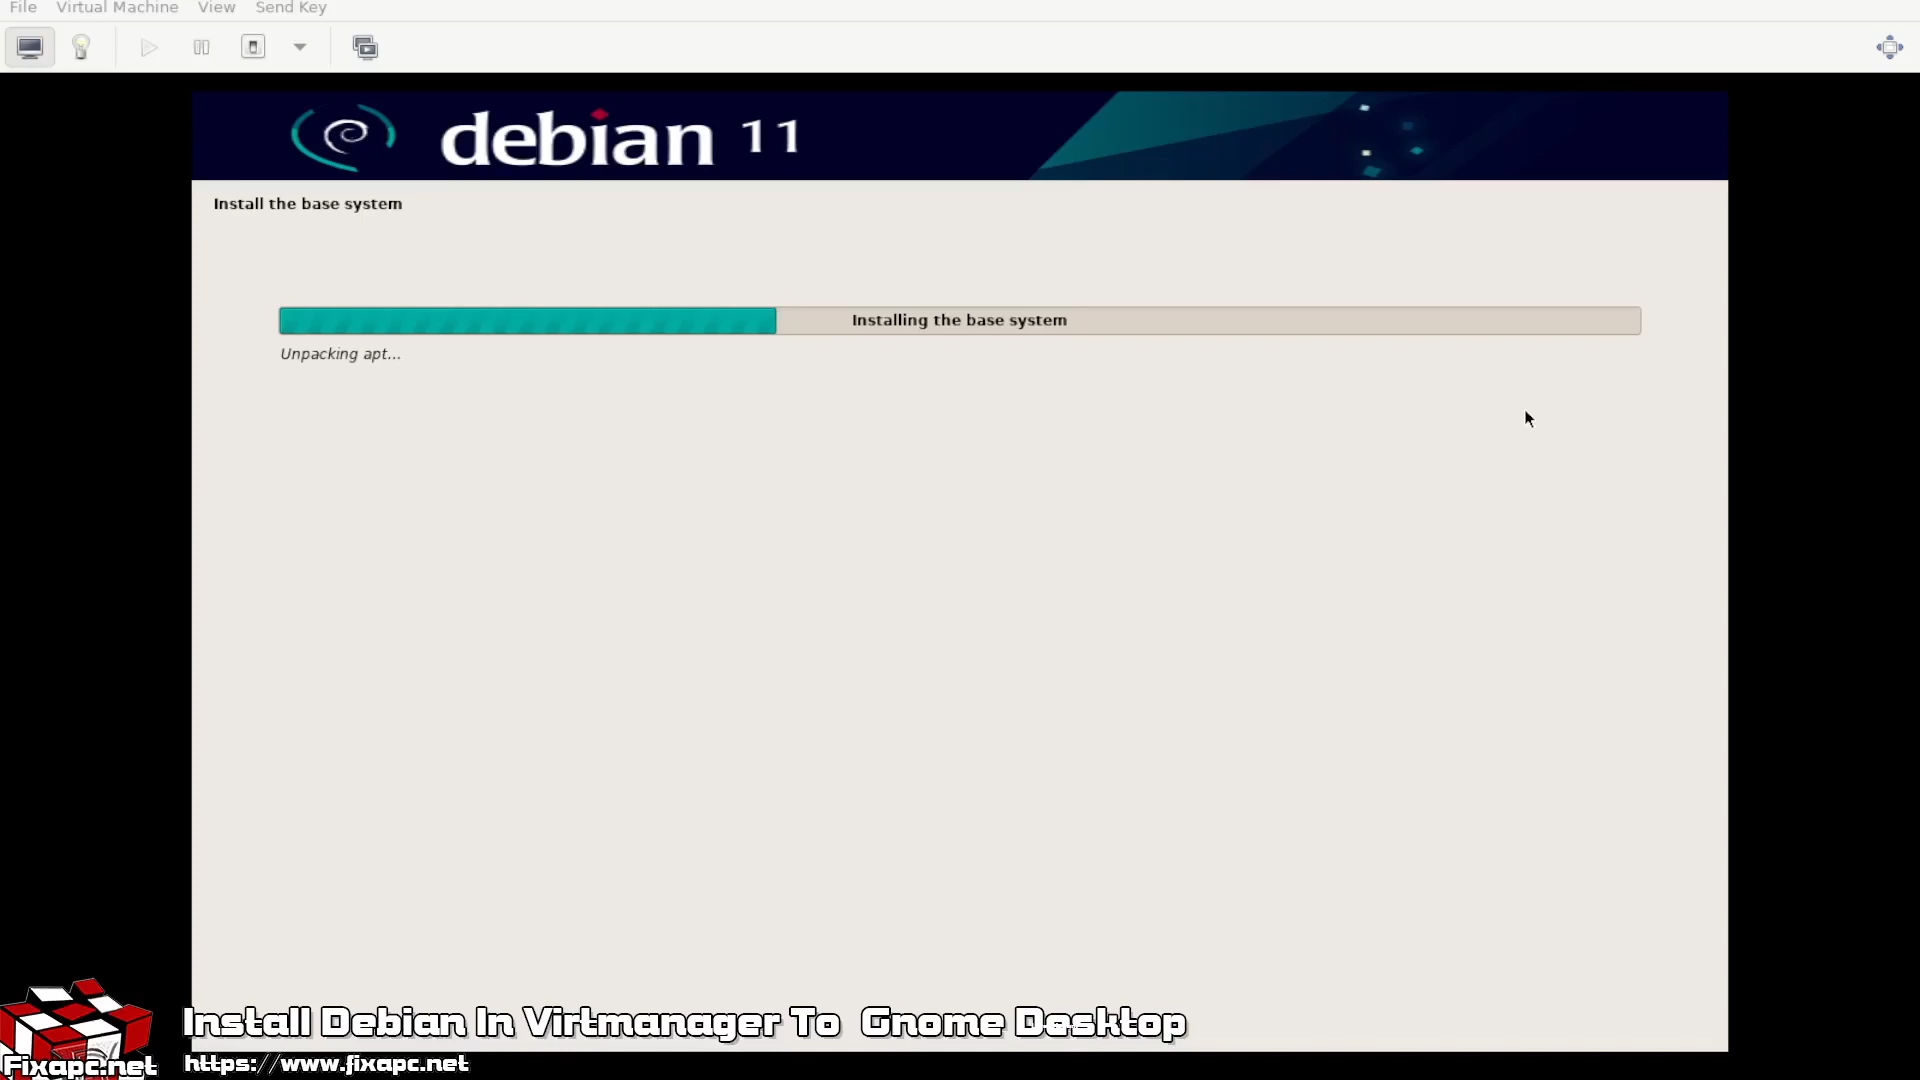 File Virtual Machine View Send Key
debian 11
Install the base system
Installing the base system
Unpacking apt...
Install Debian In Virtmanager To Gnome Desktop
Fixapc.net https://www.fixapc.net